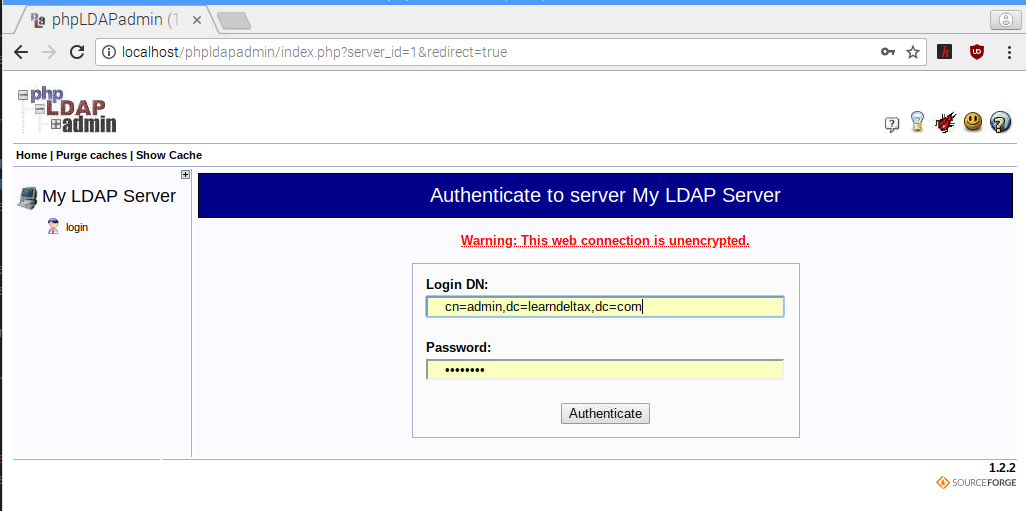 phpLDAPadmin (1
localhost/phpldapadmin/index.php?server_id=1&redirect=true
php
LDAP
admin
Home | Purge caches | Show Cache
My LDAP Server
login
Authenticate to server My LDAP Server
Warning: This web connection is unencrypted.
Login DN:
cn=admin,dc=learndeltax,dc=com
Password:
••••••••
Authenticate
1.2.2
SOURCEFORGE